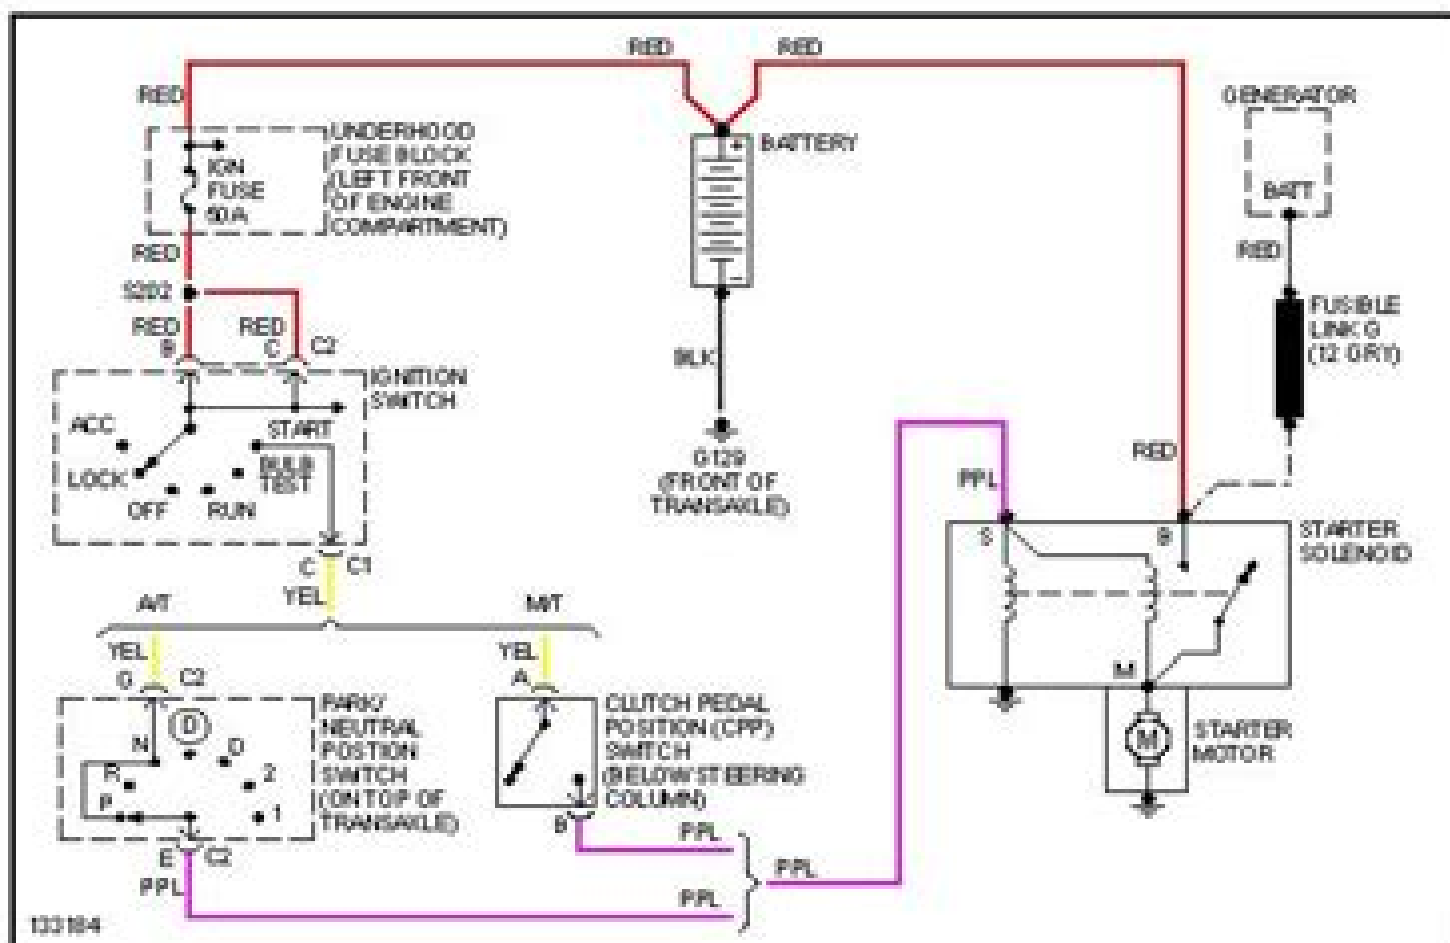 RED
RED
RED
GENERATOR
BATT
RED
FUSIBLE
LINK G
(12 GRY)
UNDERHOOD
FUSE BLOCK
(LEFT FRONT
OF ENGINE
COMPARTMENT)
IGN
FUSE
60A
BATTERY
+
-
RED
S202
RED
RED
B
C
C2
BLK
G129
(FRONT OF
TRANSAXLE)
IGNITION
SWITCH
ACC
LOCK
OFF
RUN
BULB
TEST
START
C
C1
YEL
RED
PPL
S
B
STARTER
SOLENOID
M
M
STARTER
MOTOR
A/T
M/T
YEL
G
C2
YEL
A
PARK/
NEUTRAL
POSTION
SWITCH
(ON TOP OF
TRANSAXLE)
N
D
D
R
2
P
1
CLUTCH PEDAL
POSITION (CPP)
SWITCH
(BELOW STEERING
COLUMN)
B
PPL
E
C2
PPL
PPL
PPL
133184